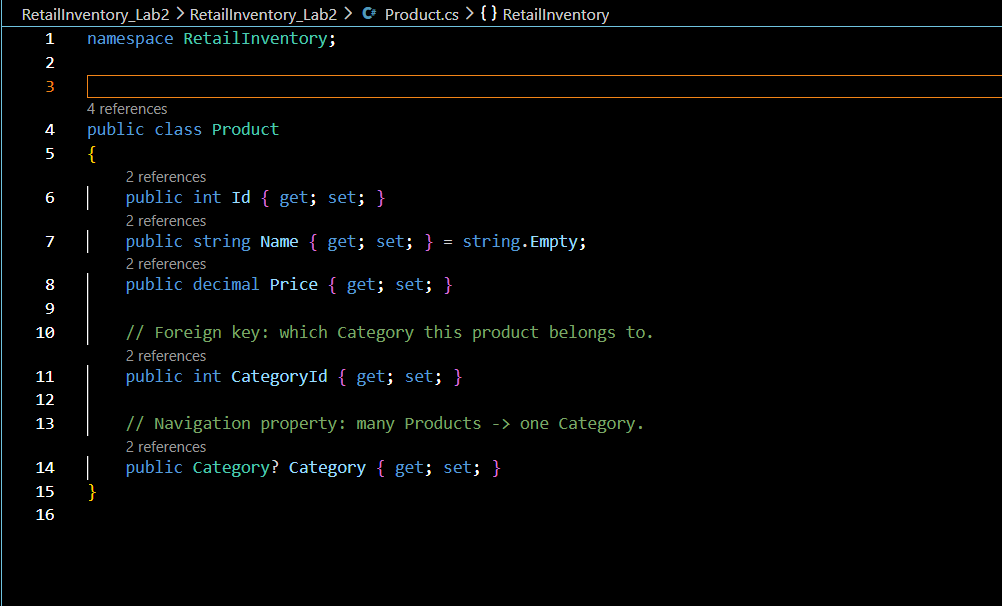 RetailInventory_Lab2 > RetailInventory_Lab2 > C# Product.cs > {} RetailInventory
1 namespace RetailInventory;
2
3
4 references
4 public class Product
5 {
2 references
6 public int Id { get; set; }
2 references
7 public string Name { get; set; } = string.Empty;
2 references
8 public decimal Price { get; set; }
9
10 // Foreign key: which Category this product belongs to.
2 references
11 public int CategoryId { get; set; }
12
13 // Navigation property: many Products -> one Category.
2 references
14 public Category? Category { get; set; }
15 }
16